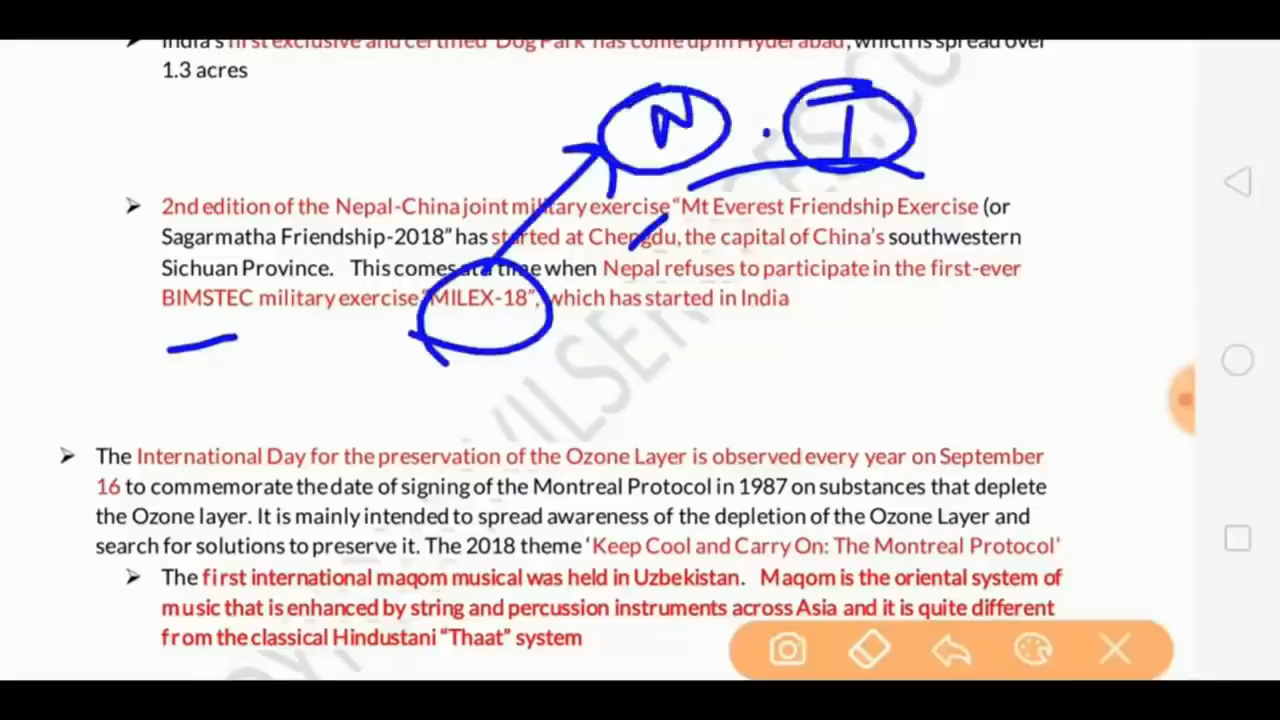 India's first exclusive and certified 'Dog Park' has come up in Hyderabad, which is spread over
1.3 acres
N . I
➢ 2nd edition of the Nepal-China joint military exercise "Mt Everest Friendship Exercise (or
Sagarmatha Friendship-2018" has started at Chengdu, the capital of China's southwestern
Sichuan Province. This comes at a time when Nepal refuses to participate in the first-ever
BIMSTEC military exercise "MILEX-18", which has started in India
➢ The International Day for the preservation of the Ozone Layer is observed every year on September
16 to commemorate the date of signing of the Montreal Protocol in 1987 on substances that deplete
the Ozone layer. It is mainly intended to spread awareness of the depletion of the Ozone Layer and
search for solutions to preserve it. The 2018 theme 'Keep Cool and Carry On: The Montreal Protocol'
➢ The first international maqom musical was held in Uzbekistan. Maqom is the oriental system of
music that is enhanced by string and percussion instruments across Asia and it is quite different
from the classical Hindustani "Thaat" system